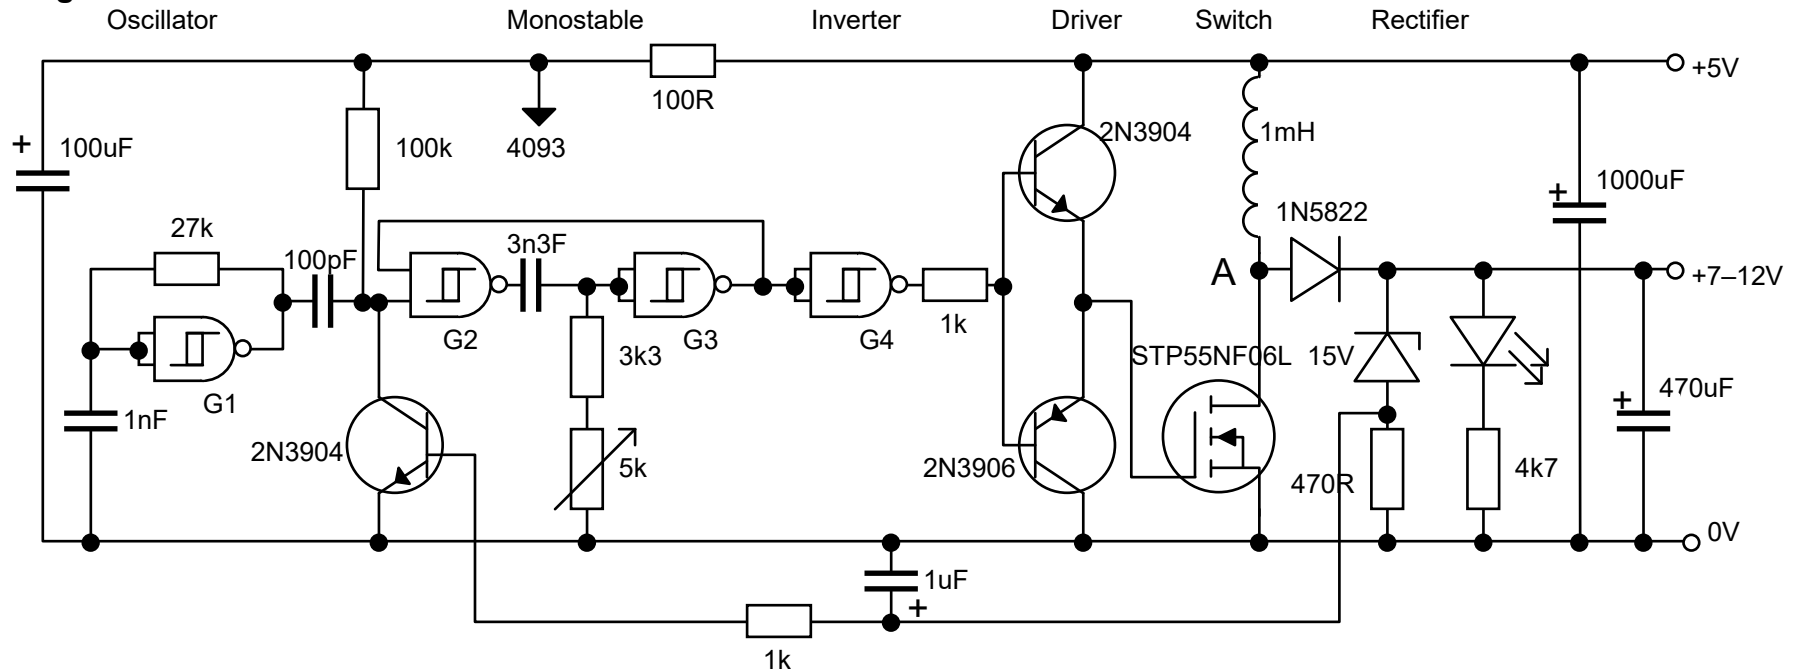 Oscillator
Monostable
Inverter
Driver
Switch
Rectifier
+5V
100R
+
100uF
100k
4093
2N3904
1mH
+
1000uF
27k
100pF
3n3F
1N5822
A
+7–12V
G1
G2
G3
G4
1k
3k3
STP55NF06L
15V
1nF
2N3904
5k
2N3906
470R
4k7
+
470uF
0V
1uF
+
1k